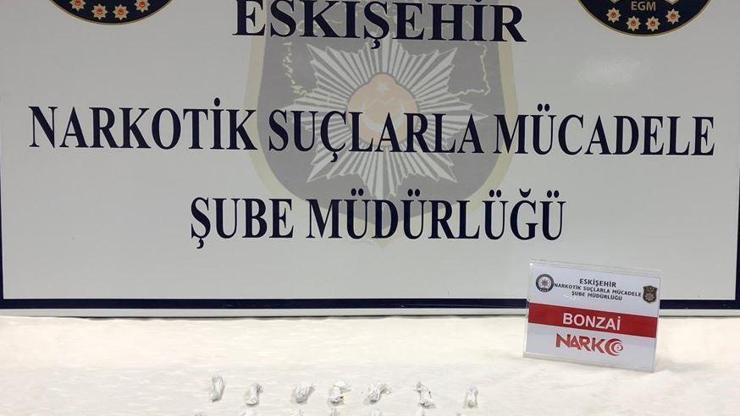 EGM
ESKİŞEHİR
NARKOTİK SUÇLARLA MÜCADELE
ŞUBE MÜDÜRLÜĞÜ
ESKİŞEHİR
NARKOTİK SUÇLARLA MÜCADELE
ŞUBE MÜDÜRLÜĞÜ
BONZAİ
NARKO